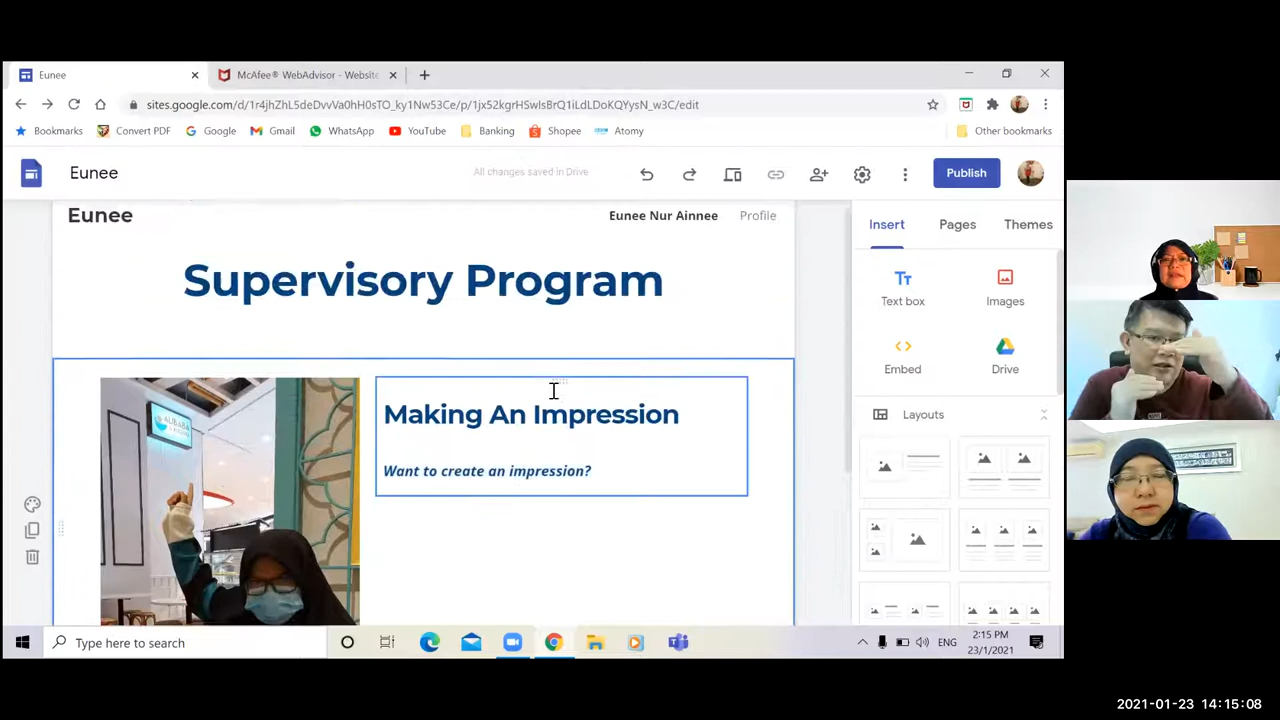 Eunee
McAfee® WebAdvisor - Website
sites.google.com/d/1r4jhZhL5deDvvVa0hH0sTO_ky1Nw53Ce/p/1jx52kgrHSwIsBrQ1iLdLDoKQYysN_w3C/edit
Bookmarks Convert PDF Google Gmail WhatsApp YouTube Banking Shopee Atomy Other bookmarks
Eunee
All changes saved in Drive
Publish
Eunee
Eunee Nur Ainnee Profile
Insert Pages Themes
Supervisory Program
Text box Images
Embed Drive
Layouts
ALIBABA
Making An Impression
Want to create an impression?
Type here to search
ENG
2:15 PM
23/1/2021
2021-01-23 14:15:08